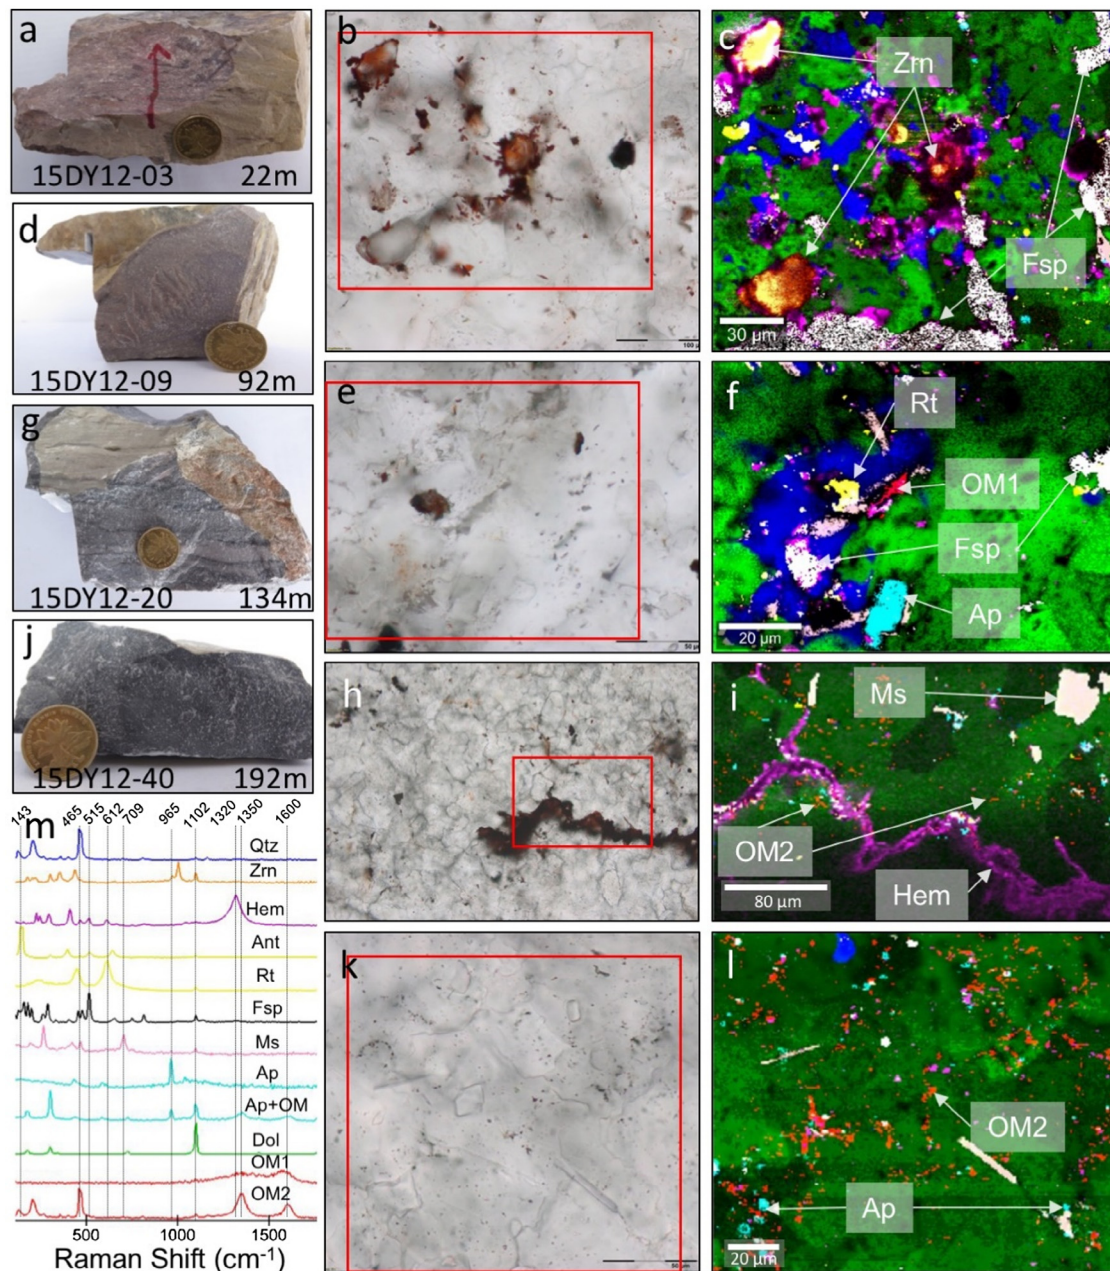 a
15DY12-03 22m
b
c
Zrn
Fsp
30 µm
d
15DY12-09 92m
e
f
Rt
OM1
Fsp
Ap
20 µm
g
15DY12-20 134m
h
i
Ms
OM2
Hem
80 µm
j
15DY12-40 192m
k
l
OM2
Ap
20 µm
m
143 465 515 612 709 965 1102 1320 1350 1600
Qtz
Zrn
Hem
Ant
Rt
Fsp
Ms
Ap
Ap+OM
Dol
OM1
OM2
500 1000 1500
Raman Shift (cm⁻¹)